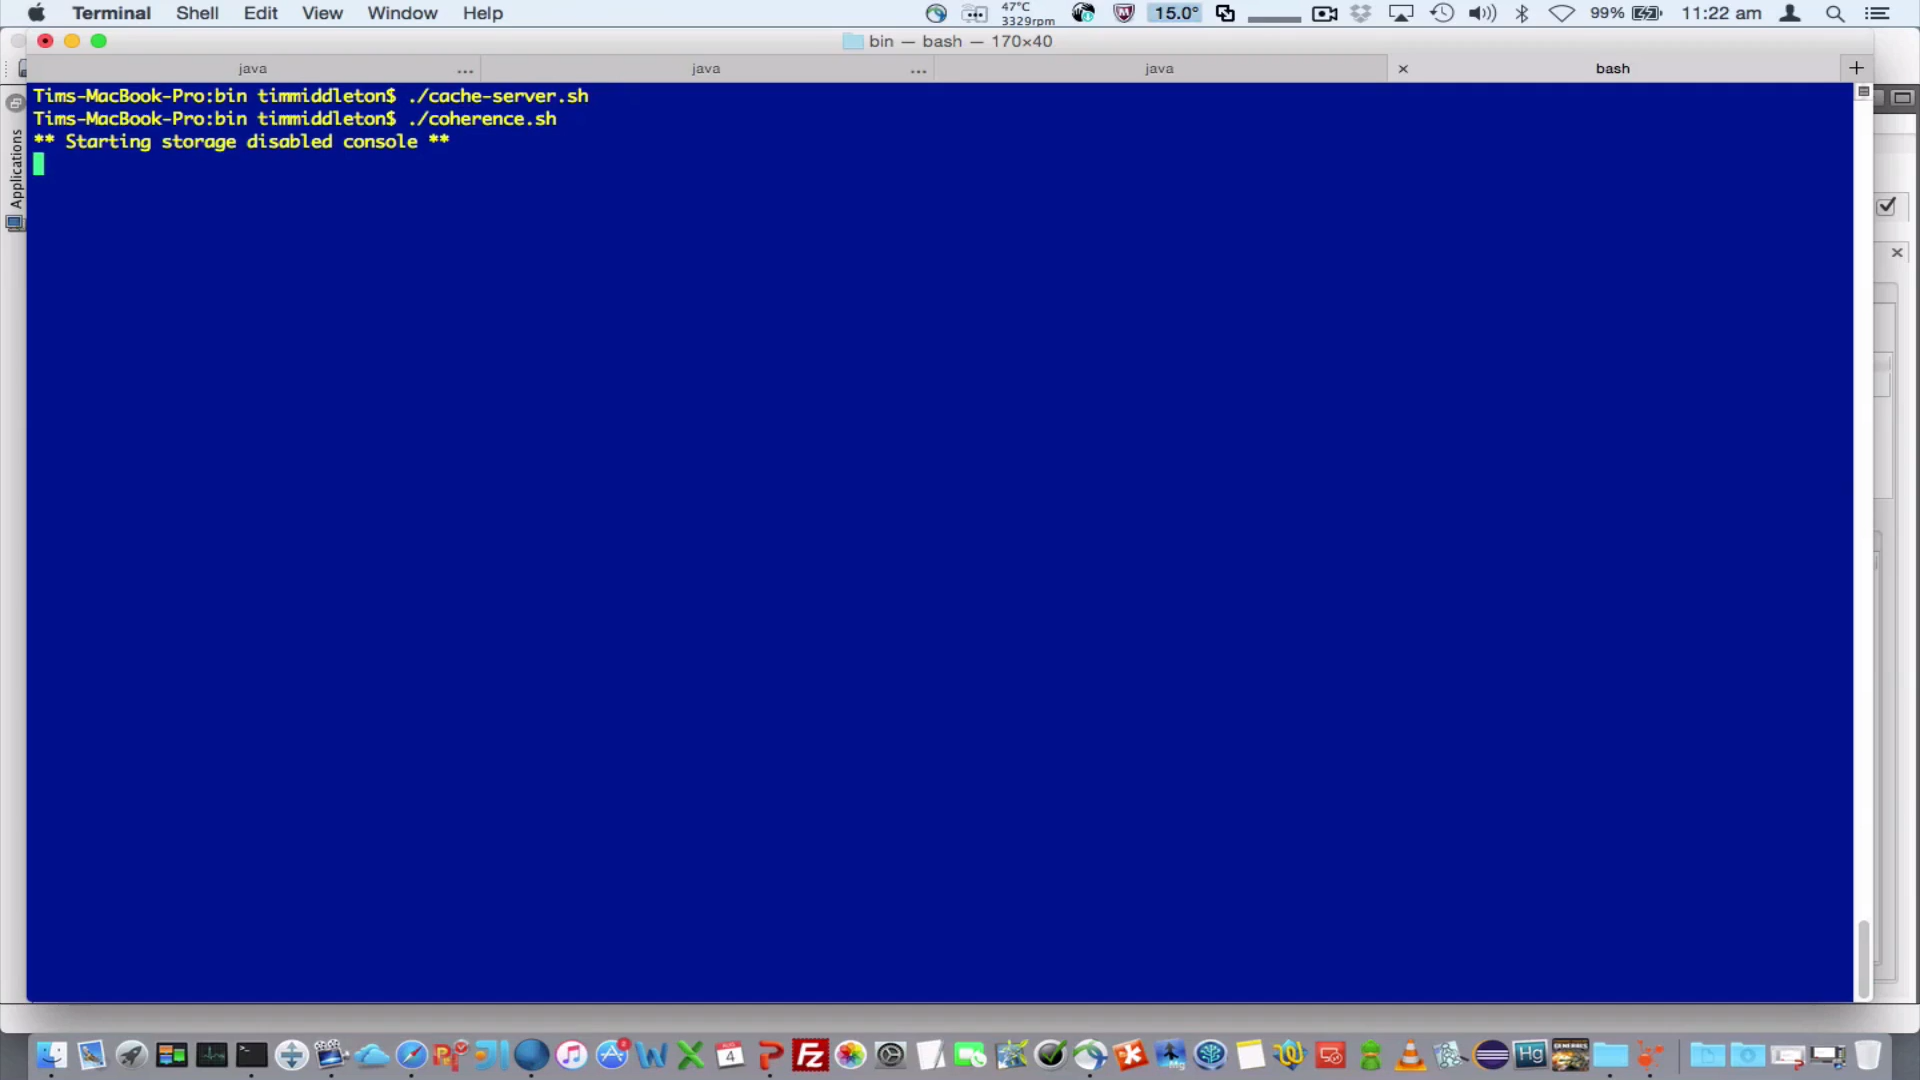 Terminal Shell Edit View Window Help 47°C 3329rpm 15.0° 99% 11:22 am
bin — bash — 170×40
java ... java ... java × bash +
Tims-MacBook-Pro:bin timmiddleton$ ./cache-server.sh
Tims-MacBook-Pro:bin timmiddleton$ ./coherence.sh
** Starting storage disabled console **
Applications